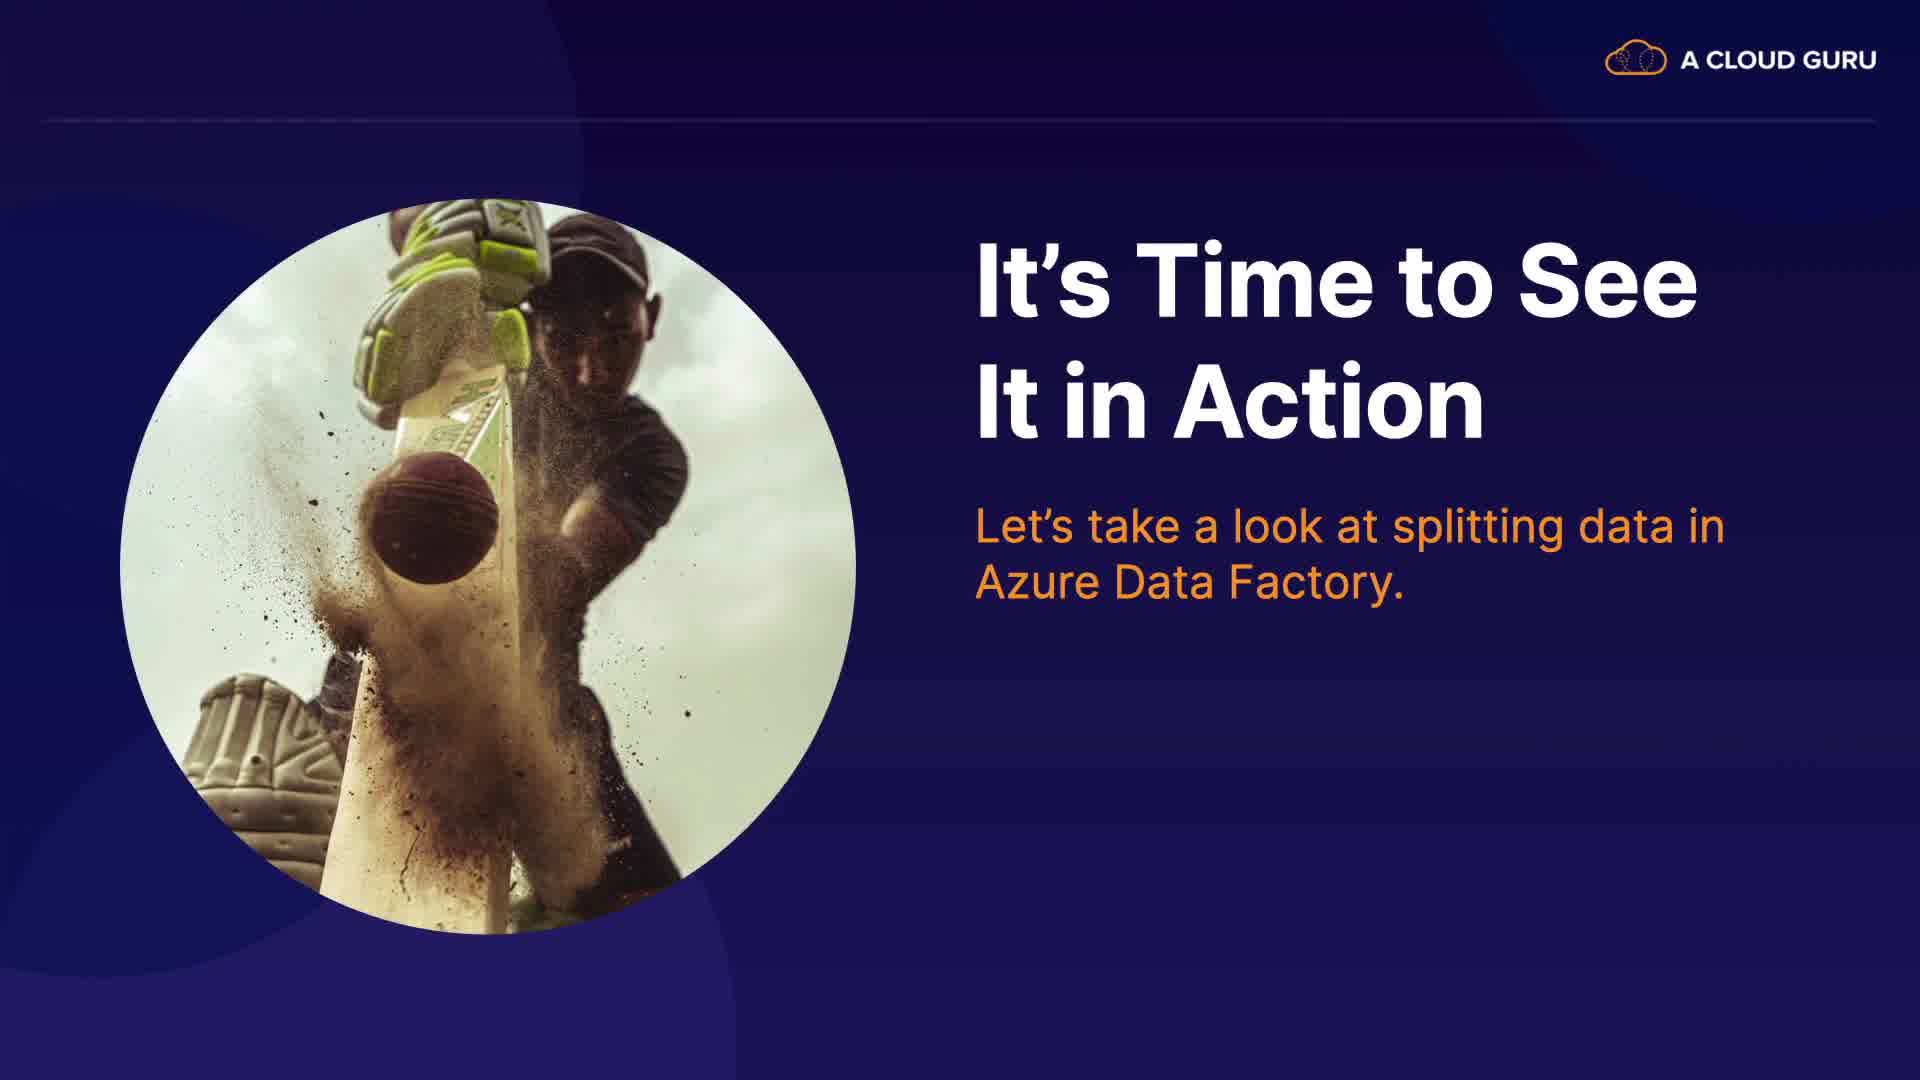 A CLOUD GURU
It’s Time to See
It in Action
Let’s take a look at splitting data in
Azure Data Factory.